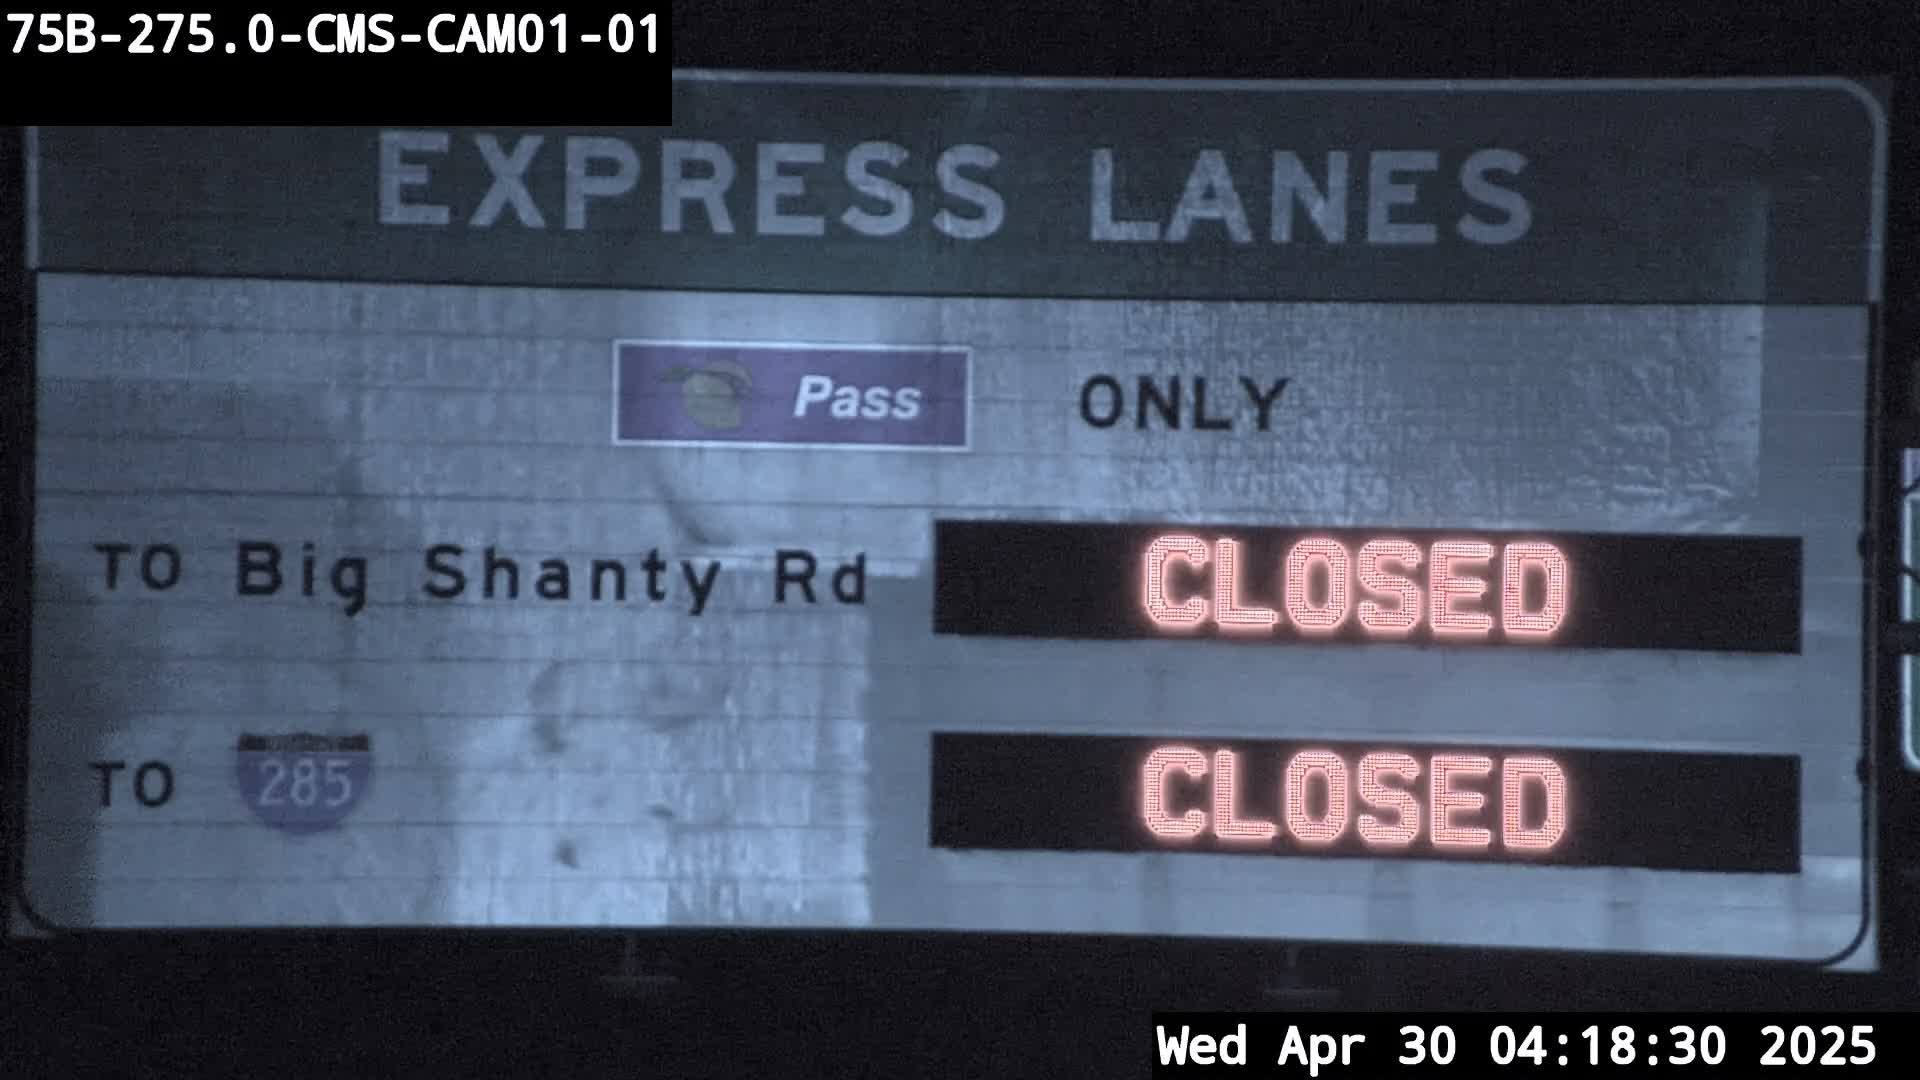 75B-275.0-CMS-CAM01-01
EXPRESS LANES
Pass ONLY
TO Big Shanty Rd CLOSED
TO 285 CLOSED
Wed Apr 30 04:18:30 2025